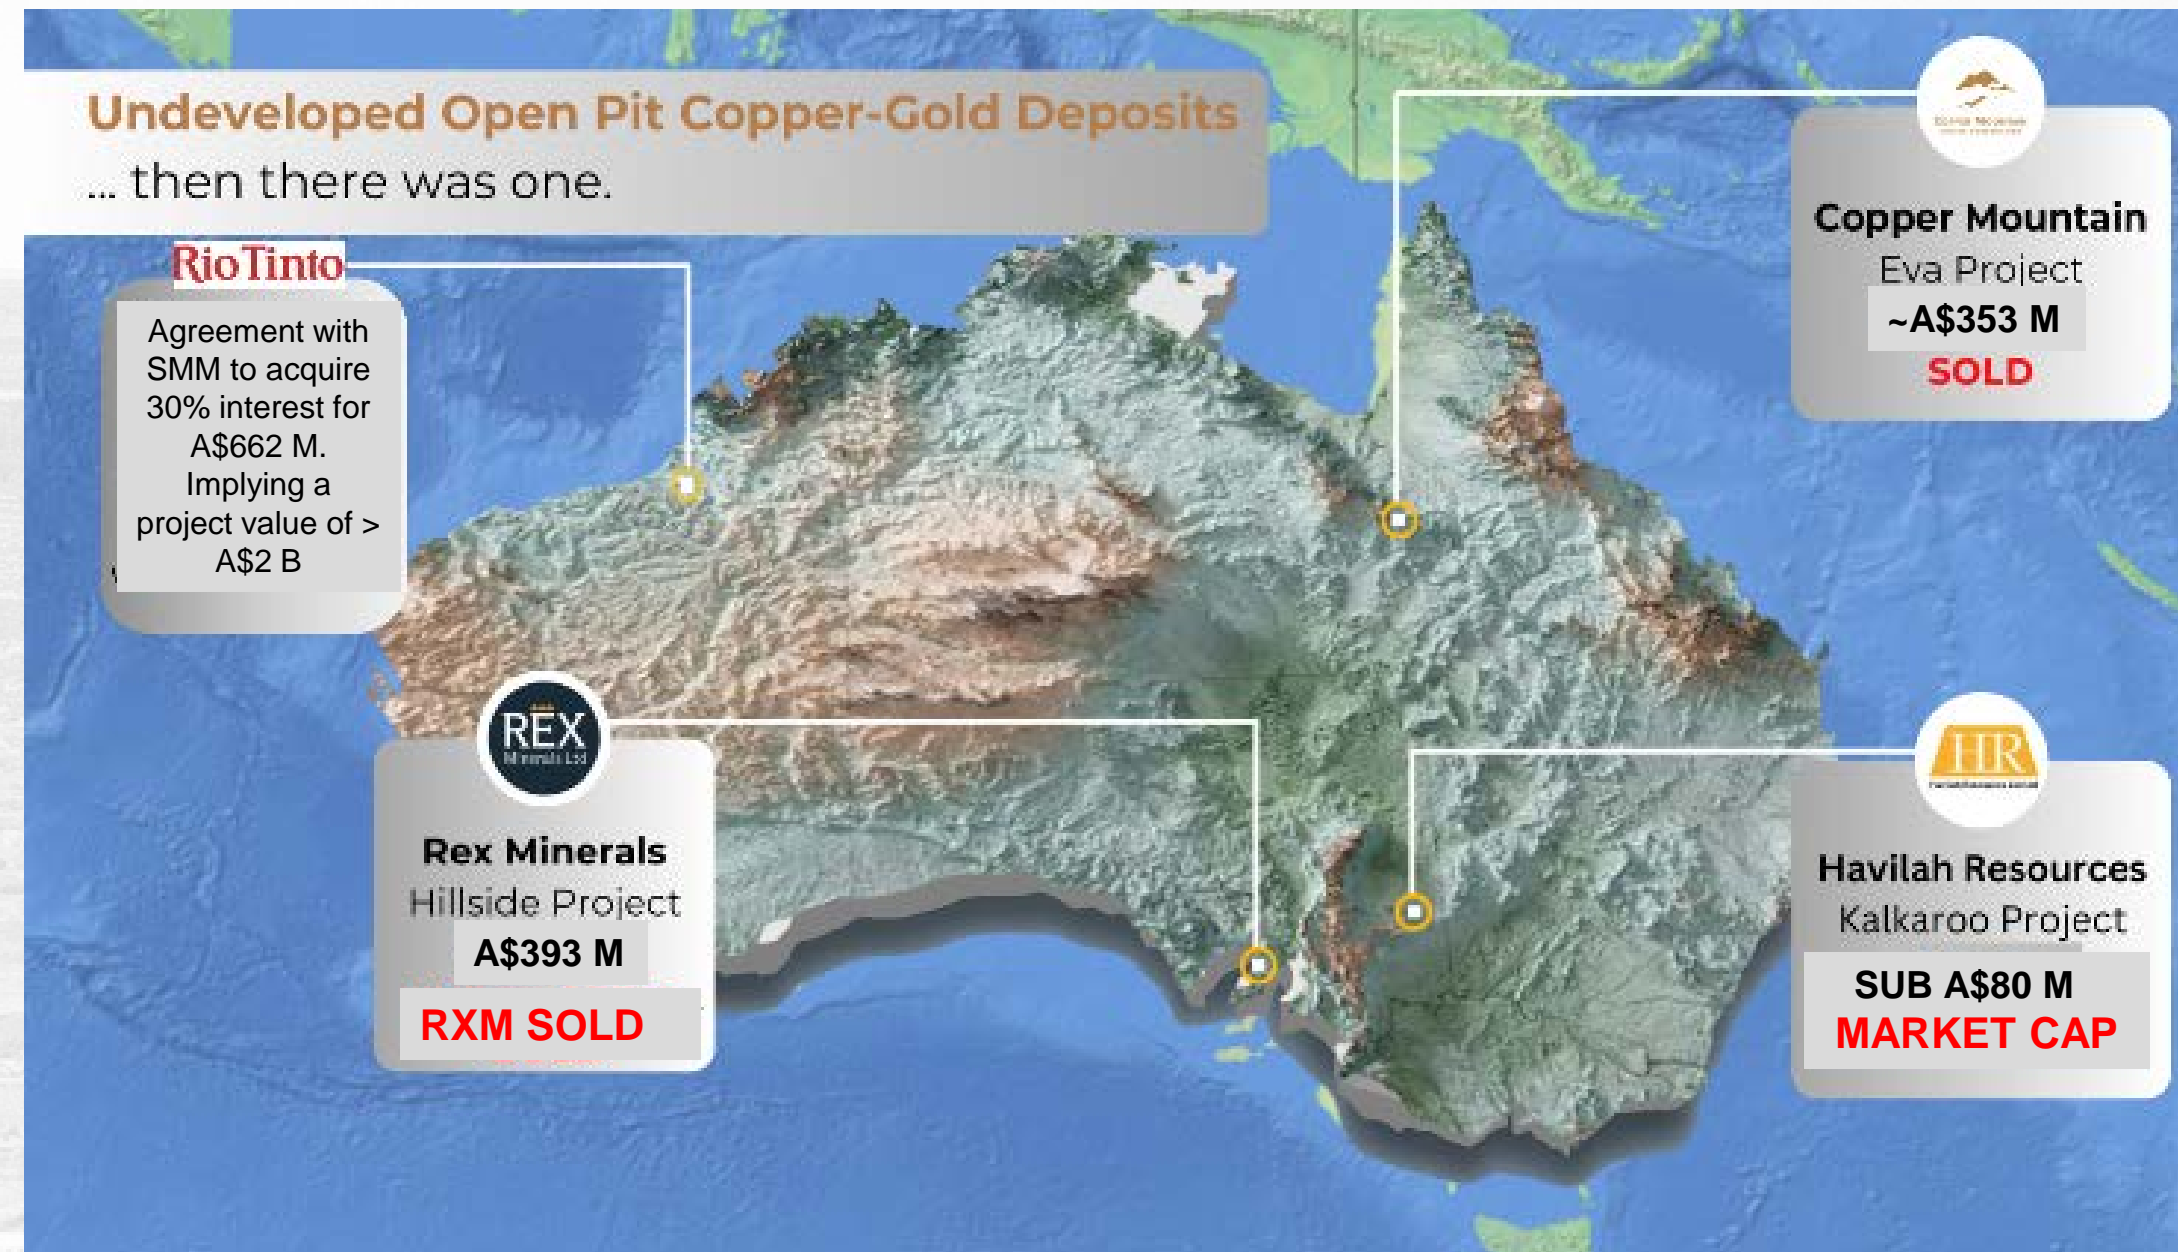 Undeveloped Open Pit Copper-Gold Deposits
... then there was one.
RioTinto
Agreement with
SMM to acquire
30% interest for
A$662 M.
Implying a
project value of >
A$2 B
Copper Mountain
Eva Project
~A$353 M
SOLD
REX
Minerals Ltd
Rex Minerals
Hillside Project
A$393 M
RXM SOLD
HR
Havilah Resources
Kalkaroo Project
SUB A$80 M
MARKET CAP